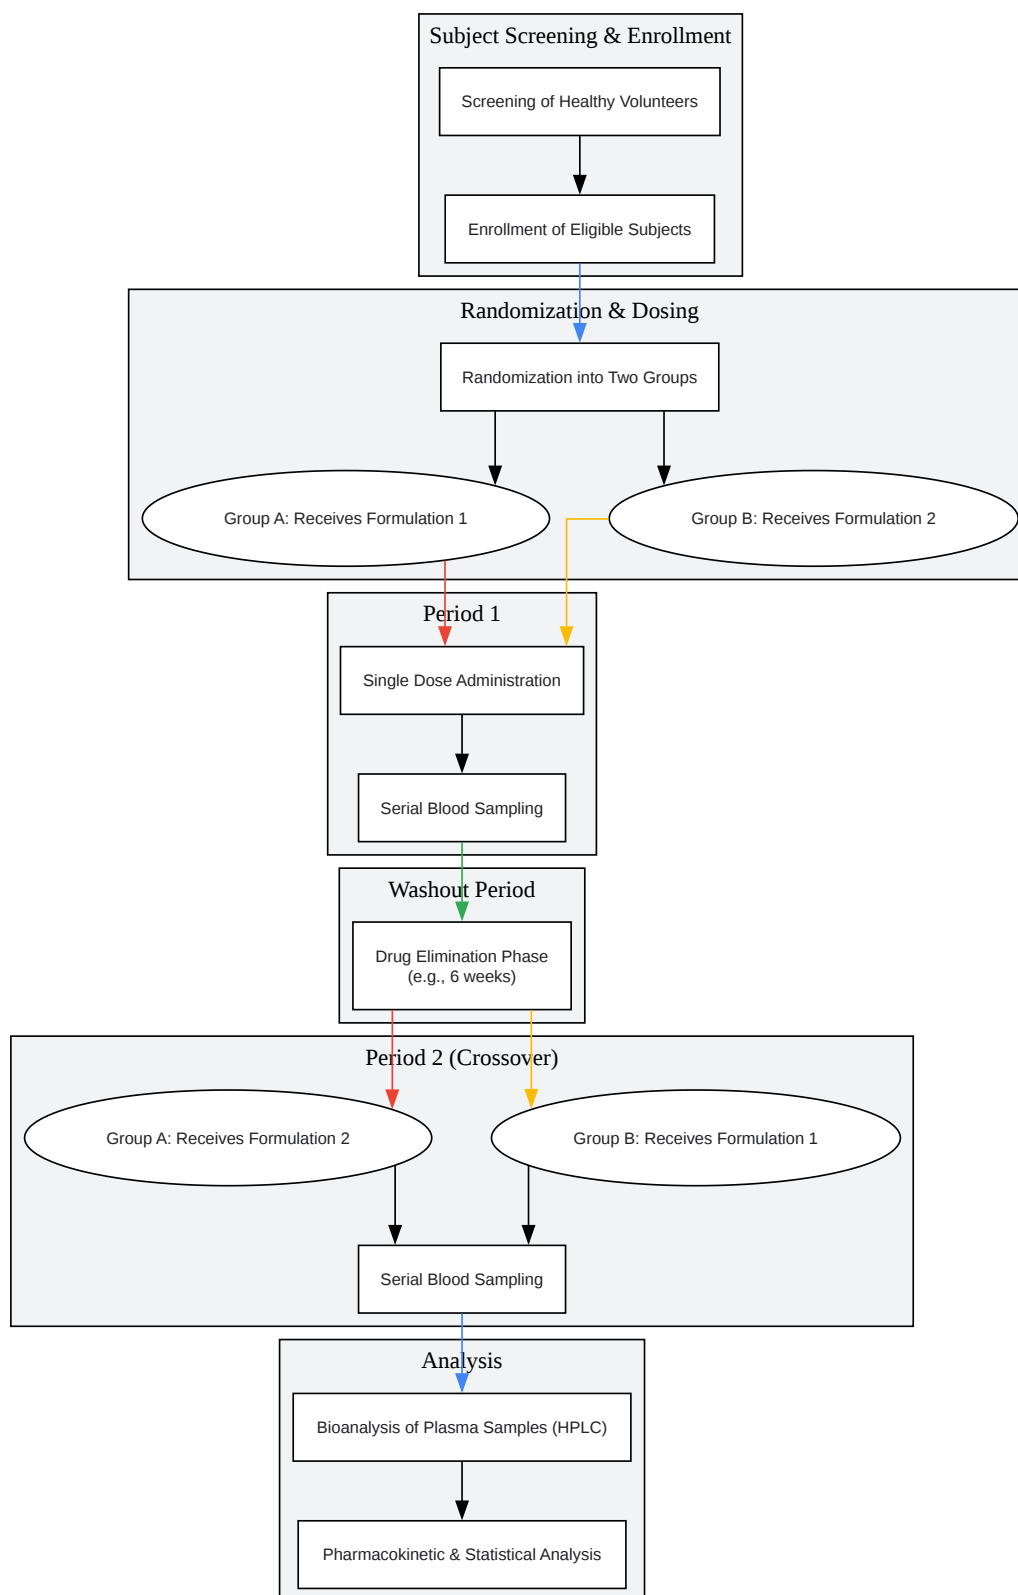 Subject Screening & Enrollment
Screening of Healthy Volunteers
Enrollment of Eligible Subjects
Randomization & Dosing
Randomization into Two Groups
Group A: Receives Formulation 1
Group B: Receives Formulation 2
Period 1
Single Dose Administration
Serial Blood Sampling
Washout Period
Drug Elimination Phase
(e.g., 6 weeks)
Period 2 (Crossover)
Group A: Receives Formulation 2
Group B: Receives Formulation 1
Serial Blood Sampling
Analysis
Bioanalysis of Plasma Samples (HPLC)
Pharmacokinetic & Statistical Analysis